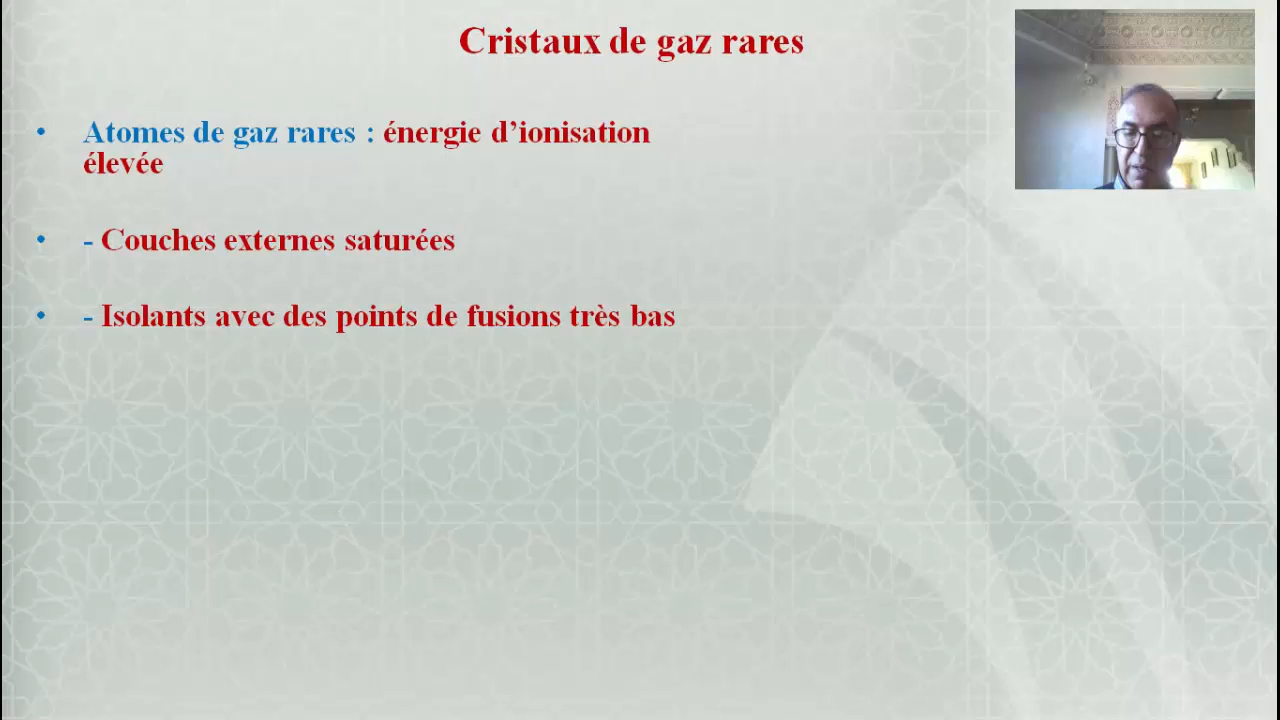 Cristaux de gaz rares
• Atomes de gaz rares : énergie d’ionisation
élevée
• - Couches externes saturées
• - Isolants avec des points de fusions très bas